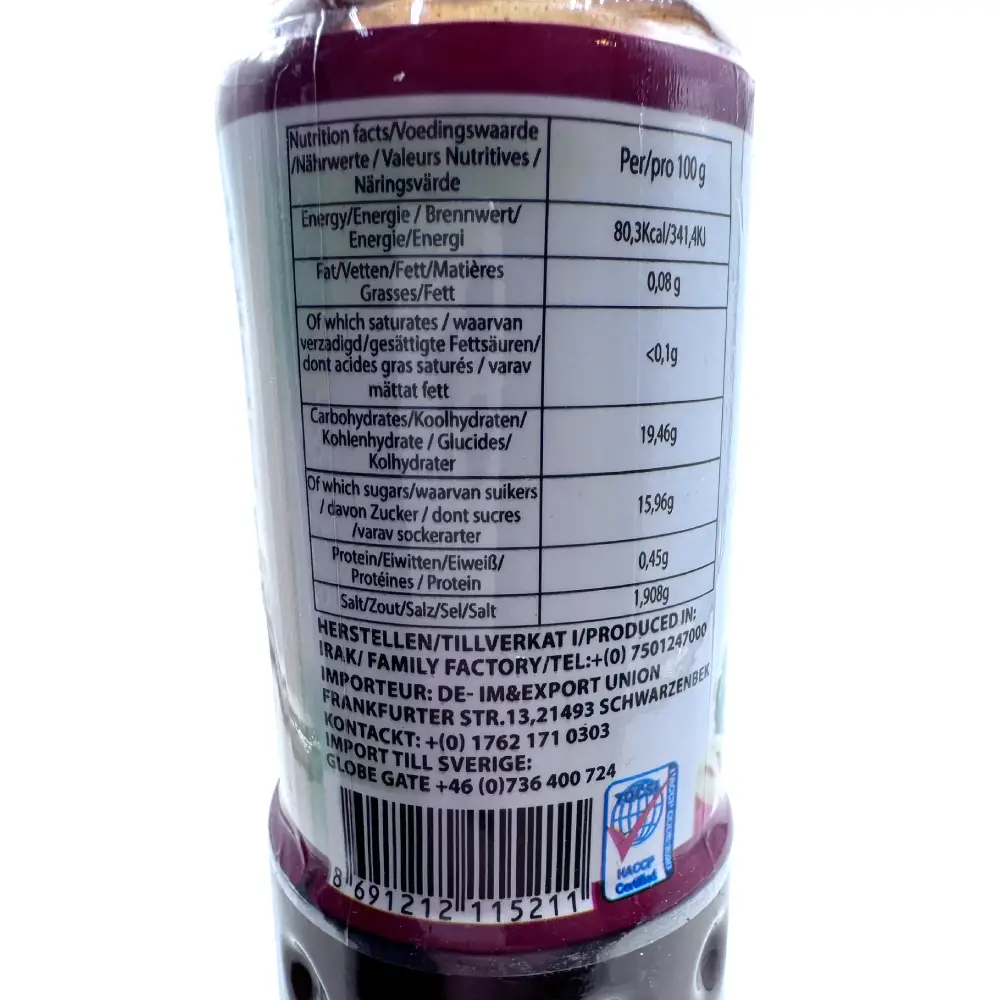 Nutrition facts/Voedingswaarde
/Nährwerte / Valeurs Nutritives /
Näringsvärde
Per/pro 100 g
Energy/Energie / Brennwert/
Energie/Energi
80,3Kcal/341,4KJ
Fat/Vetten/Fett/Matières
Grasses/Fett
0,08 g
Of which saturates / waarvan
verzadigd/gesättigte Fettsäuren/
dont acides gras saturés / varav
mättat fett
<0,1g
Carbohydrates/Koolhydraten/
Kohlenhydrate / Glucides/
Kolhydrater
19,46g
Of which sugars/waarvan suikers
/ davon Zucker / dont sucres
/varav sockerarter
15,96g
Protein/Eiwitten/Eiweiß/
Protéines / Protein
0,45g
Salt/Zout/Salz/Sel/Salt
1,908g
HERSTELLEN/TILLVERKAT I/PRODUCED IN:
IRAK/ FAMILY FACTORY/TEL:+(0) 7501247000
IMPORTEUR: DE- IM&EXPORT UNION
FRANKFURTER STR.13,21493 SCHWARZENBEK
KONTACKT: +(0) 1762 171 0303
IMPORT TILL SVERIGE:
GLOBE GATE +46 (0)736 400 724
8 691212 115211
HACCP
Certified